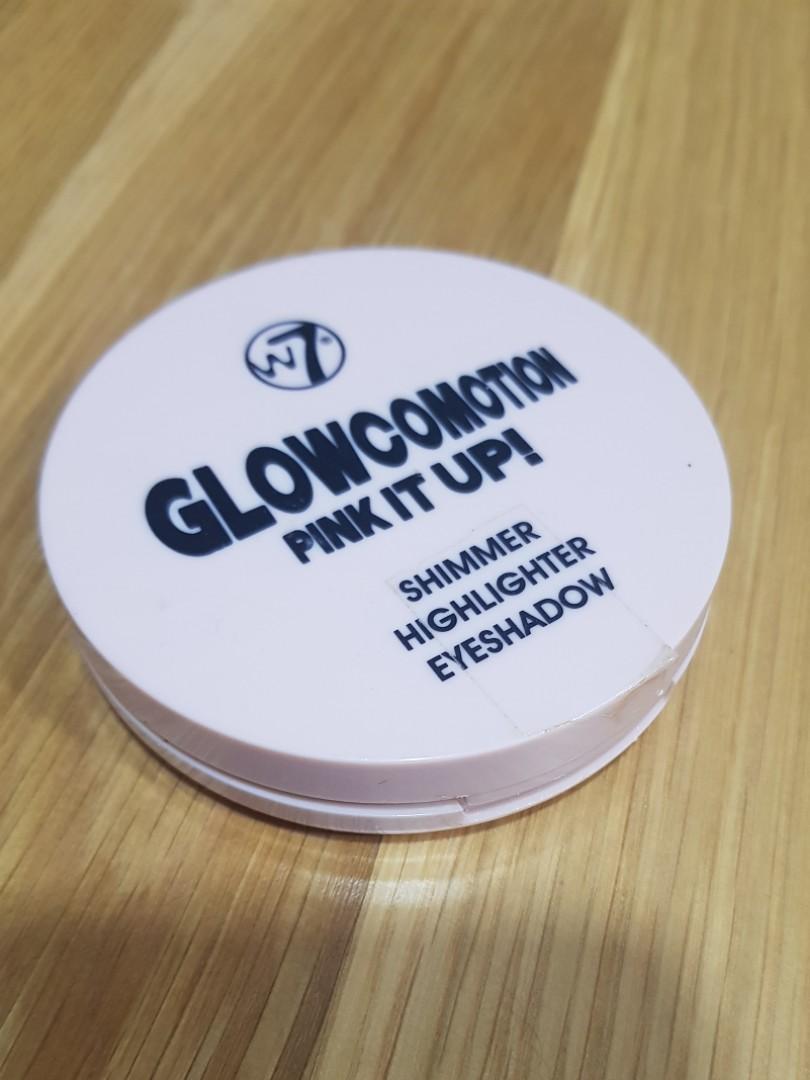 W7
GLOWCOMOTION
PINK IT UP!
SHIMMER
HIGHLIGHTER
EYESHADOW